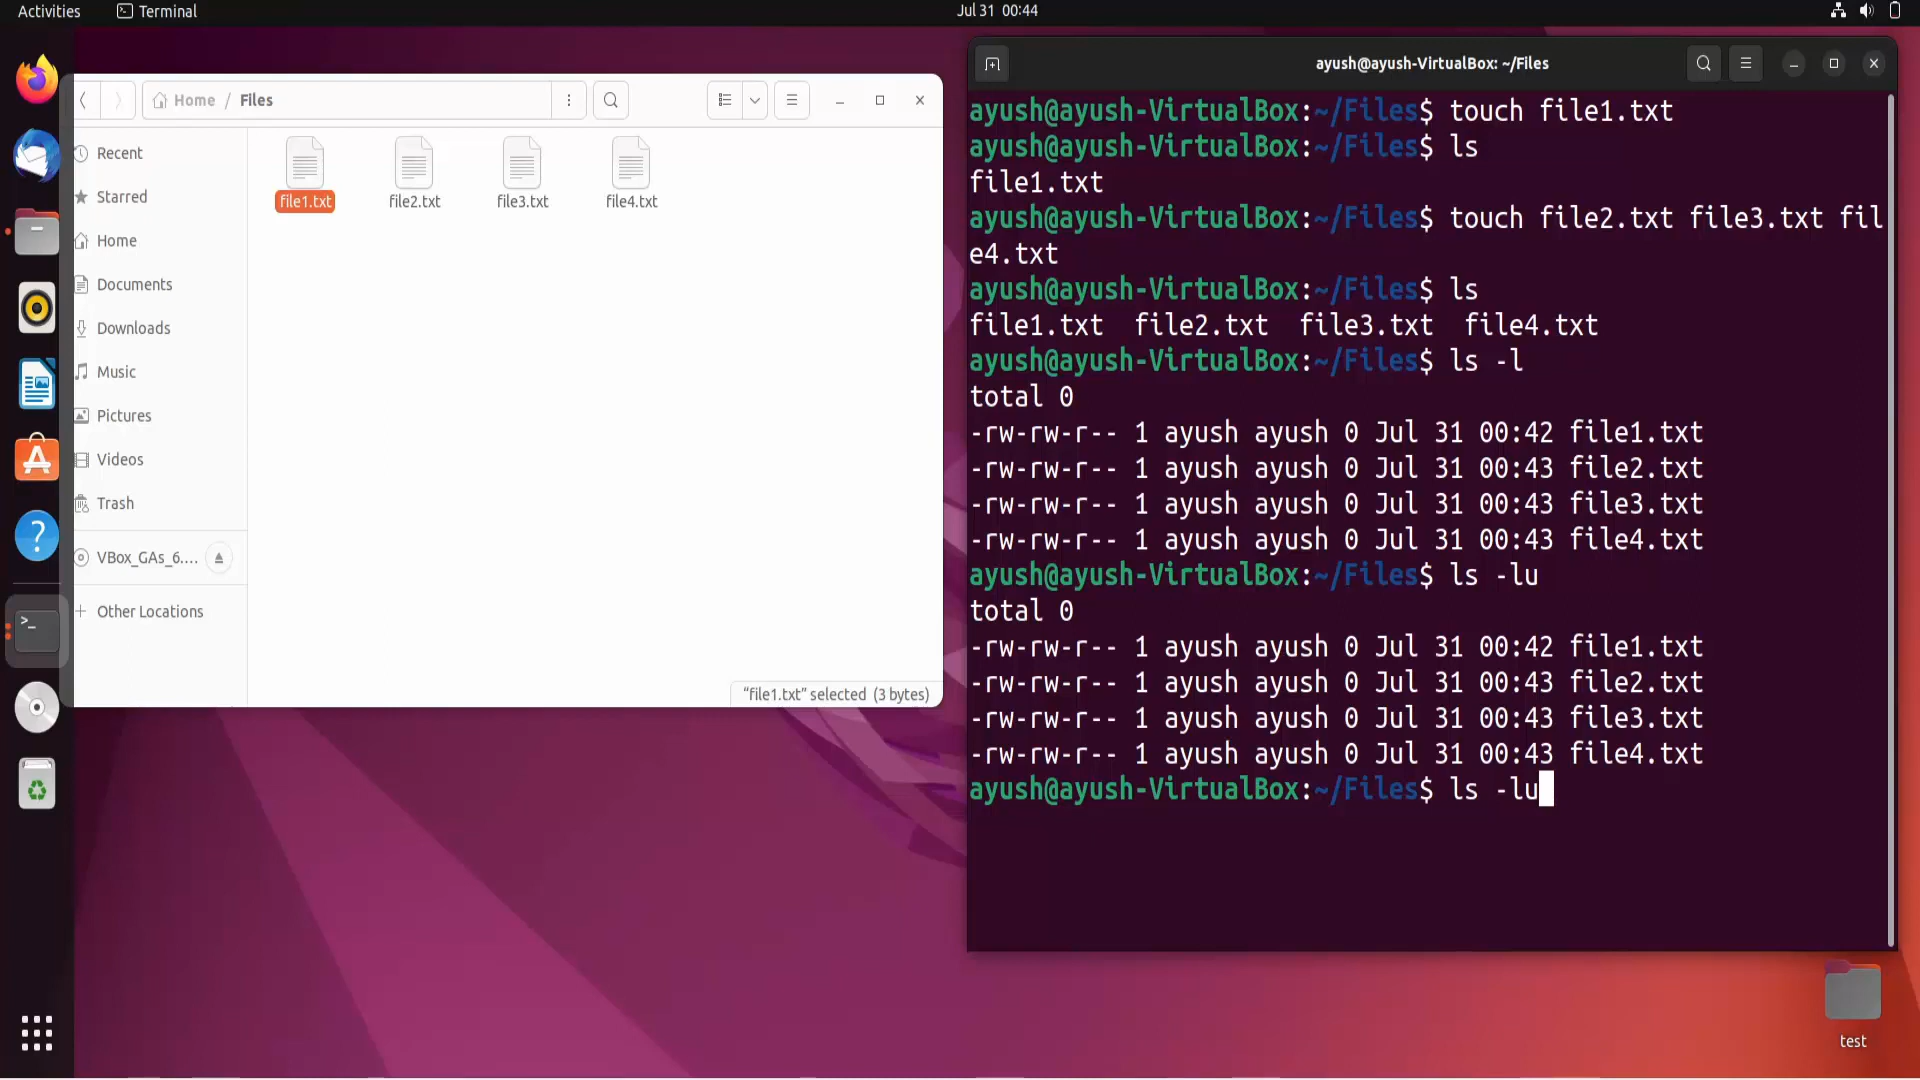 Activities
Terminal
Jul 31 00:44
Home / Files
Recent
Starred
Home
Documents
Downloads
Music
Pictures
Videos
Trash
VBox_GAs_6....
+ Other Locations
file1.txt
file2.txt
file3.txt
file4.txt
“file1.txt” selected (3 bytes)
ayush@ayush-VirtualBox: ~/Files
ayush@ayush-VirtualBox:~/Files$ touch file1.txt
ayush@ayush-VirtualBox:~/Files$ ls
file1.txt
ayush@ayush-VirtualBox:~/Files$ touch file2.txt file3.txt fil
e4.txt
ayush@ayush-VirtualBox:~/Files$ ls
file1.txt  file2.txt  file3.txt  file4.txt
ayush@ayush-VirtualBox:~/Files$ ls -l
total 0
-rw-rw-r-- 1 ayush ayush 0 Jul 31 00:42 file1.txt
-rw-rw-r-- 1 ayush ayush 0 Jul 31 00:43 file2.txt
-rw-rw-r-- 1 ayush ayush 0 Jul 31 00:43 file3.txt
-rw-rw-r-- 1 ayush ayush 0 Jul 31 00:43 file4.txt
ayush@ayush-VirtualBox:~/Files$ ls -lu
total 0
-rw-rw-r-- 1 ayush ayush 0 Jul 31 00:42 file1.txt
-rw-rw-r-- 1 ayush ayush 0 Jul 31 00:43 file2.txt
-rw-rw-r-- 1 ayush ayush 0 Jul 31 00:43 file3.txt
-rw-rw-r-- 1 ayush ayush 0 Jul 31 00:43 file4.txt
ayush@ayush-VirtualBox:~/Files$ ls -lu
test